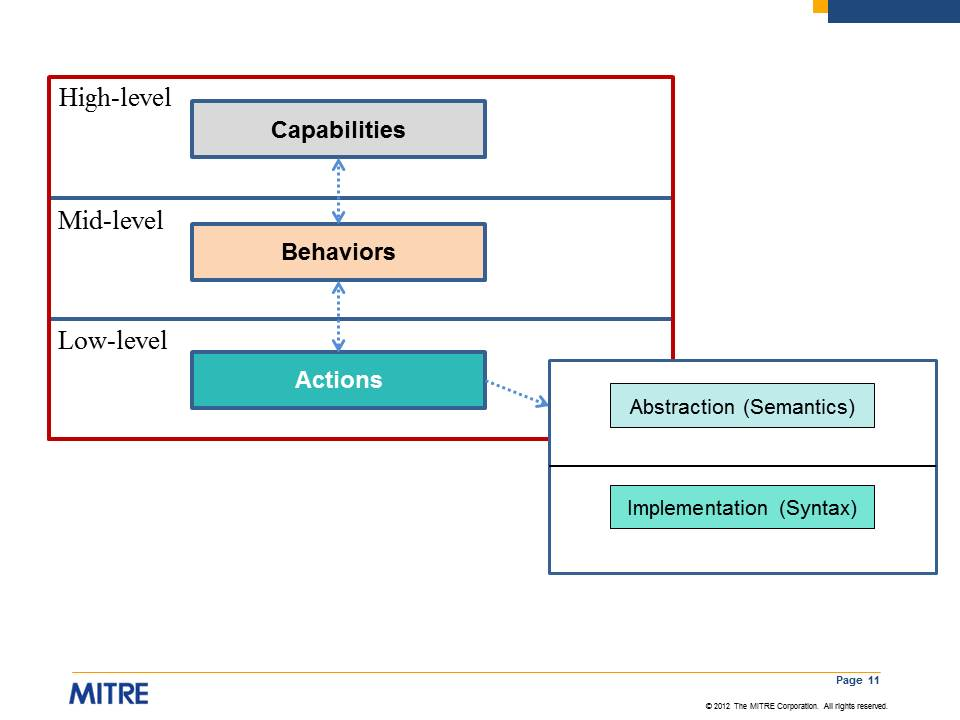 High-level
Capabilities
Mid-level
Behaviors
Low-level
Actions
Abstraction (Semantics)
Implementation (Syntax)
Page 11
MITRE
© 2012 The MITRE Corporation. All rights reserved.